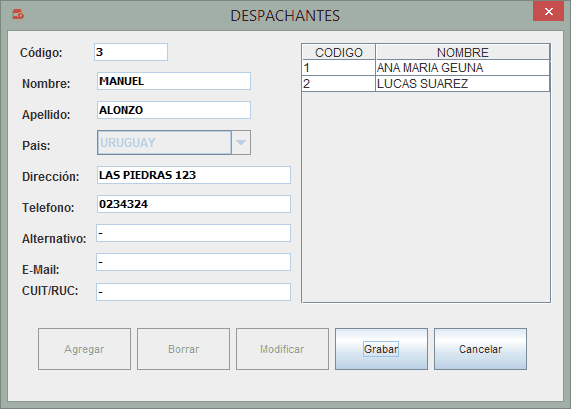 DESPACHANTES
Código: 3
Nombre: MANUEL
Apellido: ALONZO
Pais: URUGUAY
Dirección: LAS PIEDRAS 123
Telefono: 0234324
Alternativo: -
E-Mail: -
CUIT/RUC: -
CODIGO NOMBRE
1 ANA MARIA GEUNA
2 LUCAS SUAREZ
Agregar Borrar Modificar Grabar Cancelar